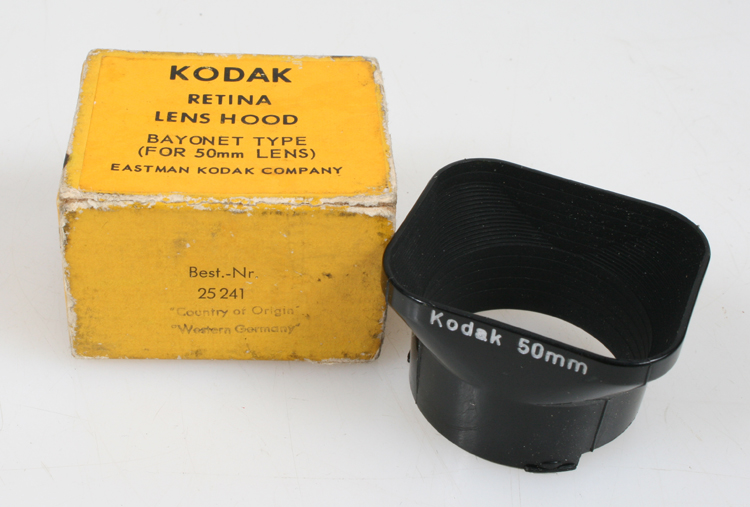 KODAK
RETINA
LENS HOOD
BAYONET TYPE
(FOR 50mm LENS)
EASTMAN KODAK COMPANY
Best.-Nr.
25 241
"Country of Origin
"Western Germany"
Kodak 50mm